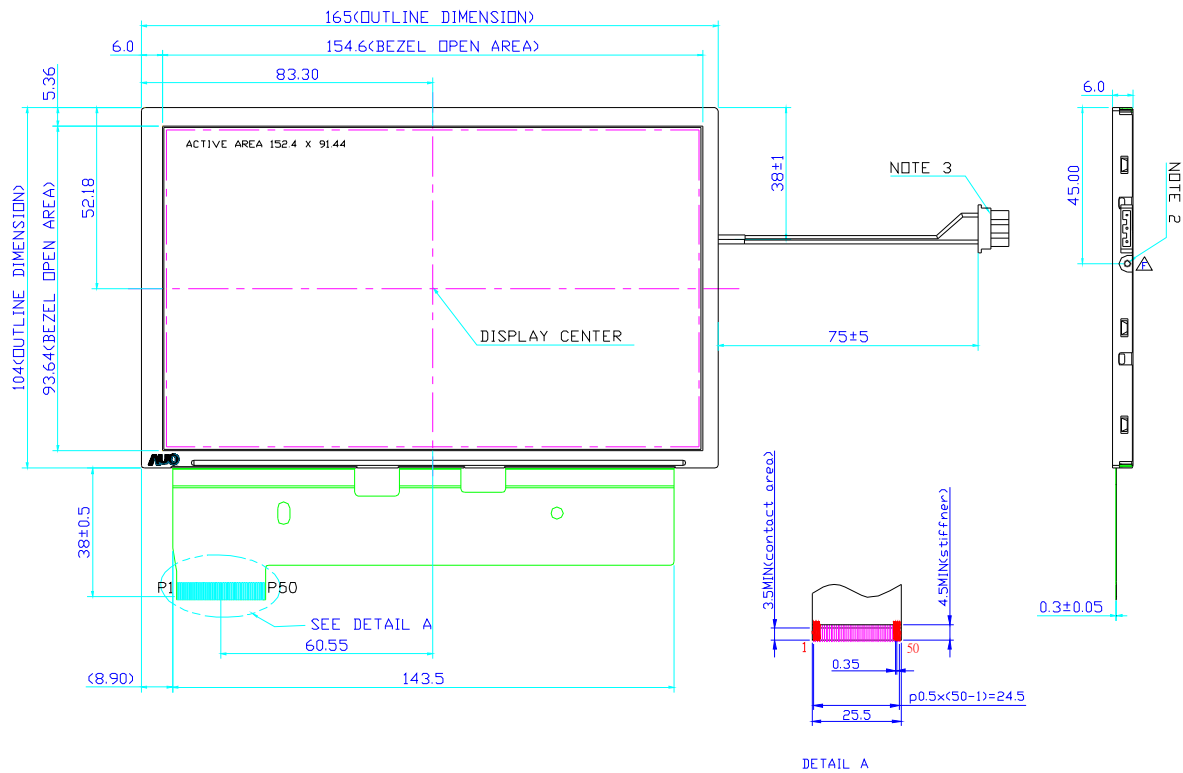 165(OUTLINE DIMENSION)
6.0
154.6(BEZEL OPEN AREA)
83.30
5.36
6.0
ACTIVE AREA 152.4 X 91.44
38±1
NOTE 3
45.00
NOTE 2
52.18
104(OUTLINE DIMENSION)
93.64(BEZEL OPEN AREA)
F
DISPLAY CENTER
75±5
AUO
38±0.5
3.5MIN(contact area)
4.5MIN(stiffner)
P1
P50
0.3±0.05
SEE DETAIL A
60.55
1
50
0.35
(8.90)
143.5
p0.5x(50-1)=24.5
25.5
DETAIL A